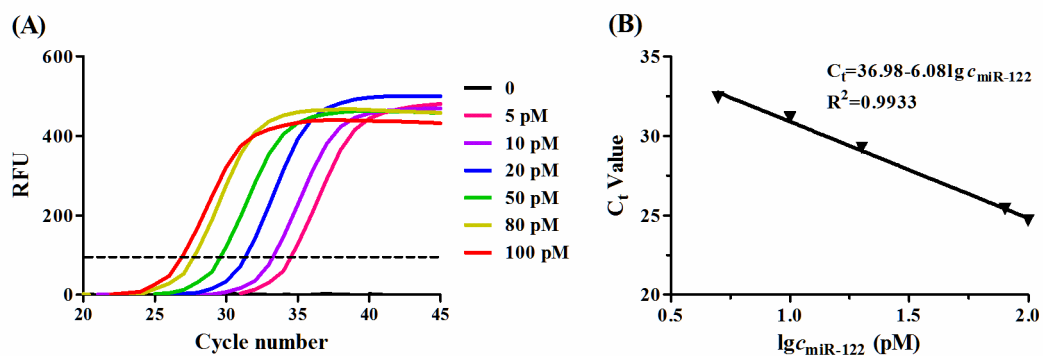 (A)
600
400
200
0
RFU
20 25 30 35 40 45
Cycle number
0
5 pM
10 pM
20 pM
50 pM
80 pM
100 pM
(B)
35
30
25
20
Ct Value
0.5 1.0 1.5 2.0
lgcmiR-122 (pM)
Ct=36.98-6.08lgcmiR-122
R²=0.9933